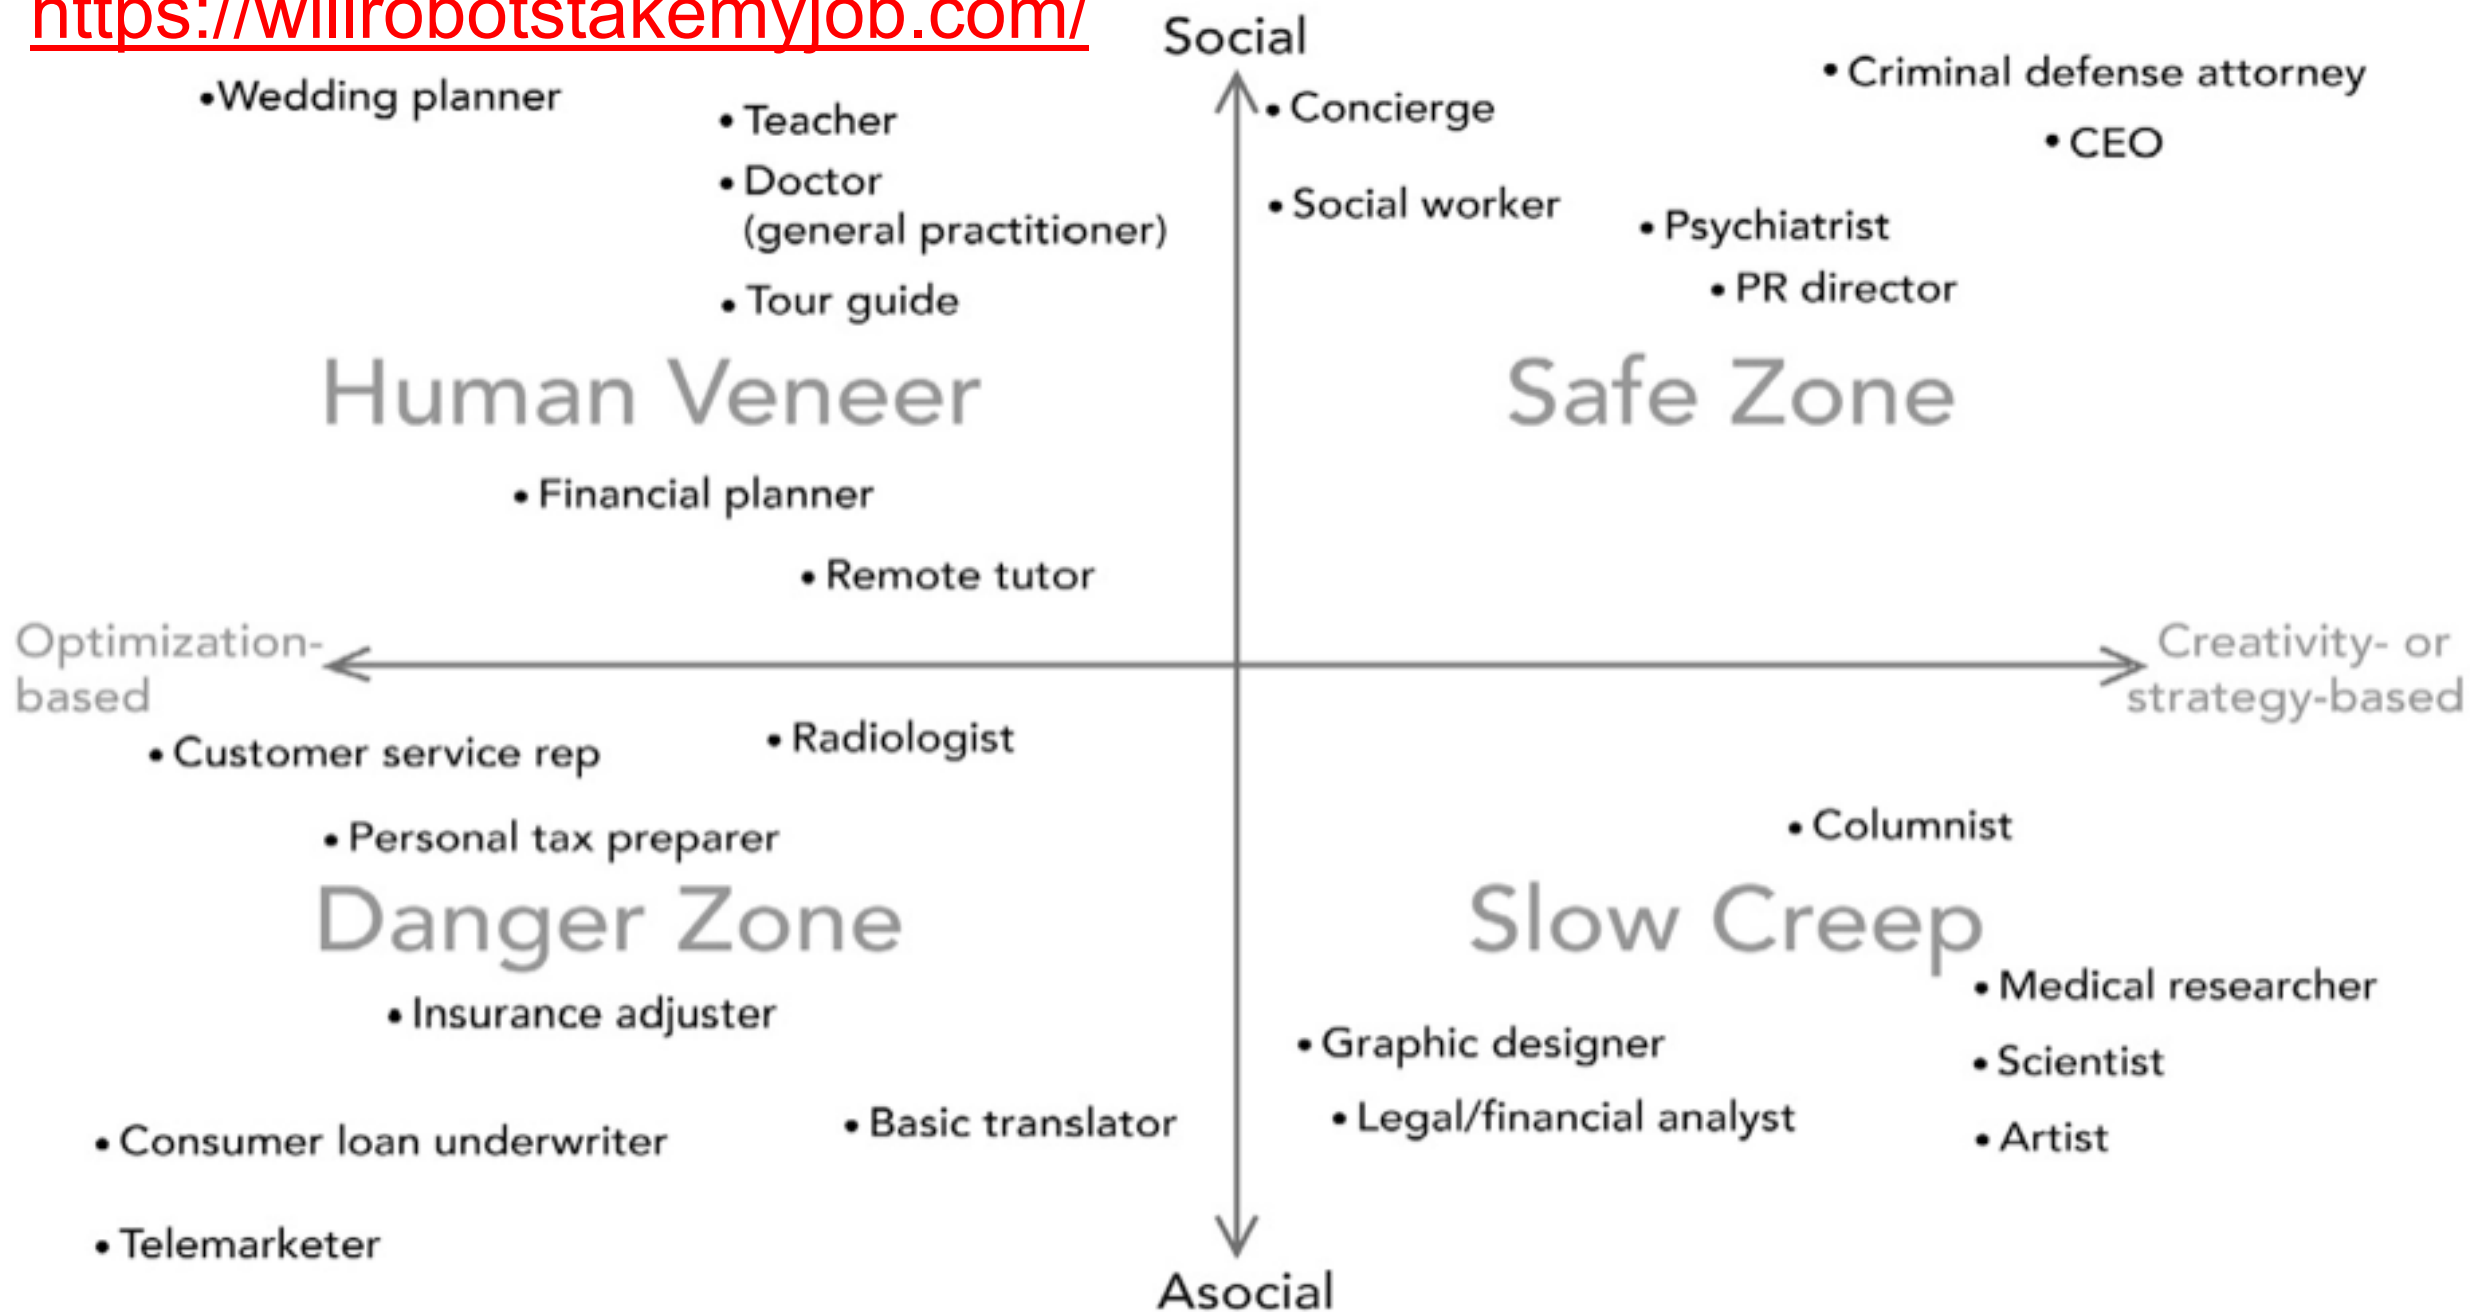 https://willrobotstakemyjob.com/
Social
•Wedding planner
• Teacher
• Doctor
(general practitioner)
• Tour guide
Human Veneer
• Financial planner
• Remote tutor
• Concierge
• Social worker
• Criminal defense attorney
• CEO
• Psychiatrist
• PR director
Safe Zone
Optimization-
based
Creativity- or
strategy-based
• Customer service rep
• Radiologist
• Personal tax preparer
Danger Zone
• Insurance adjuster
• Consumer loan underwriter
• Basic translator
• Telemarketer
• Columnist
Slow Creep
• Medical researcher
• Graphic designer
• Scientist
• Legal/financial analyst
• Artist
Asocial